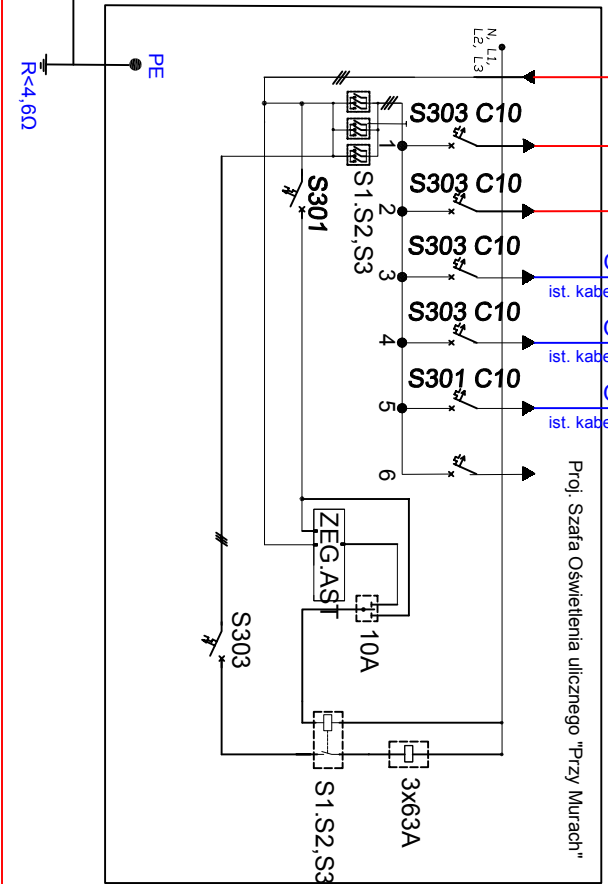 N, L1,
L2, L3
PE
R<4,6Ω
S303 C10
1
S303 C10
2
S303 C10
3
S303 C10
4
S301 C10
5
6
S1.S2,S3
S301
ist. kabe
ist. kabe
ist. kabe
Proj. Szafa Oświetlenia ulicznego "Przy Murach"
ZEG.AST
10A
S303
3x63A
S1.S2,S3